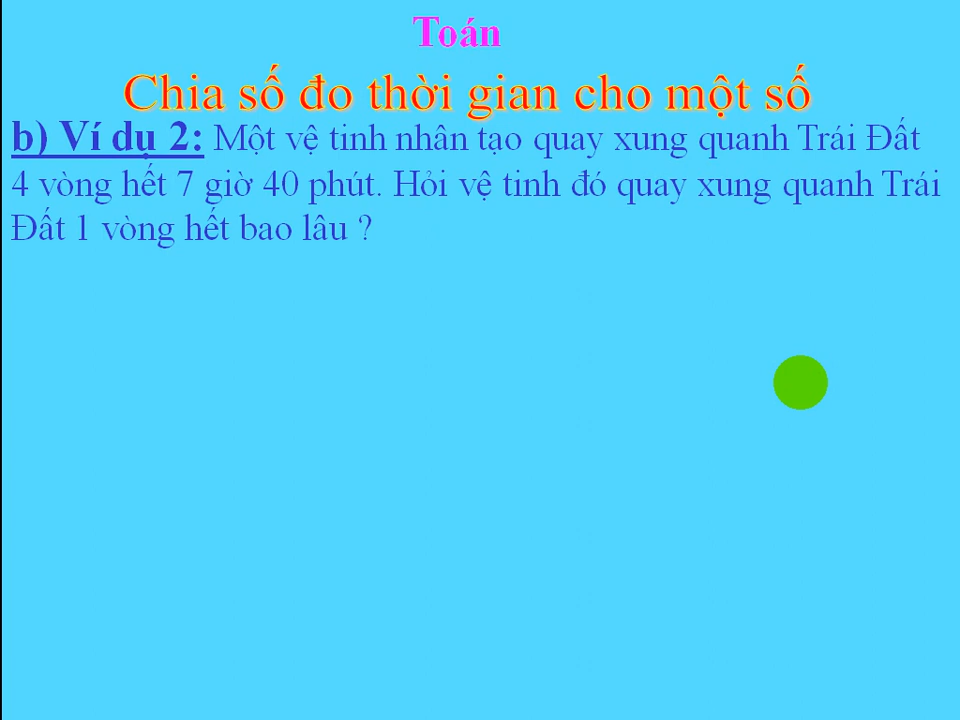 Toán
Chia số đo thời gian cho một số
b) Ví dụ 2: Một vệ tinh nhân tạo quay xung quanh Trái Đất
4 vòng hết 7 giờ 40 phút. Hỏi vệ tinh đó quay xung quanh Trái
Đất 1 vòng hết bao lâu ?